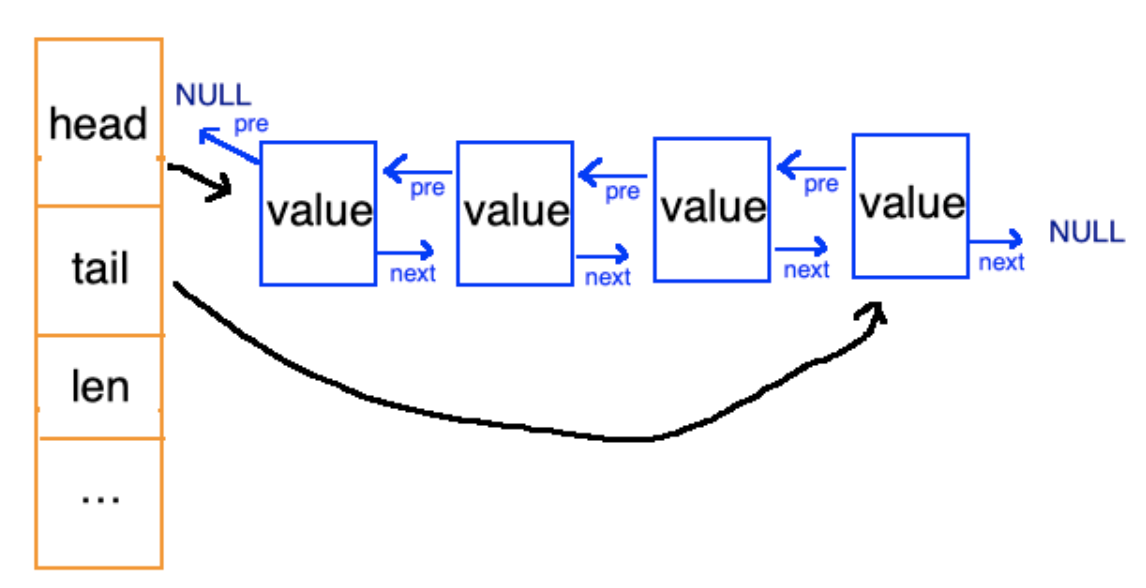 head
tail
len
...
NULL
pre
value
next
pre
value
next
pre
value
next
pre
value
next
NULL